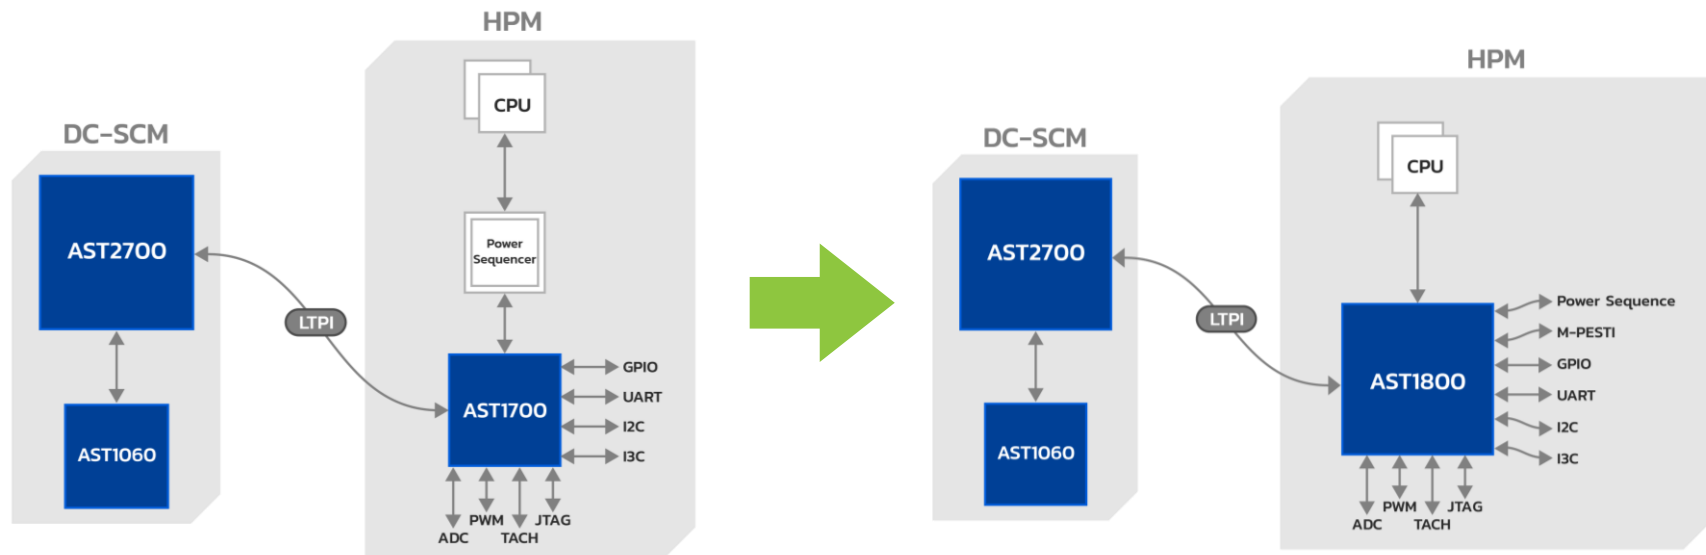 HPM
CPU
DC-SCM
AST2700
Power
Sequencer
LTPI
AST1700
GPIO
UART
I2C
I3C
AST1060
ADC
PWM
TACH
JTAG
HPM
CPU
DC-SCM
AST2700
LTPI
AST1800
Power Sequence
M-PESTI
GPIO
UART
I2C
I3C
AST1060
ADC
PWM
TACH
JTAG